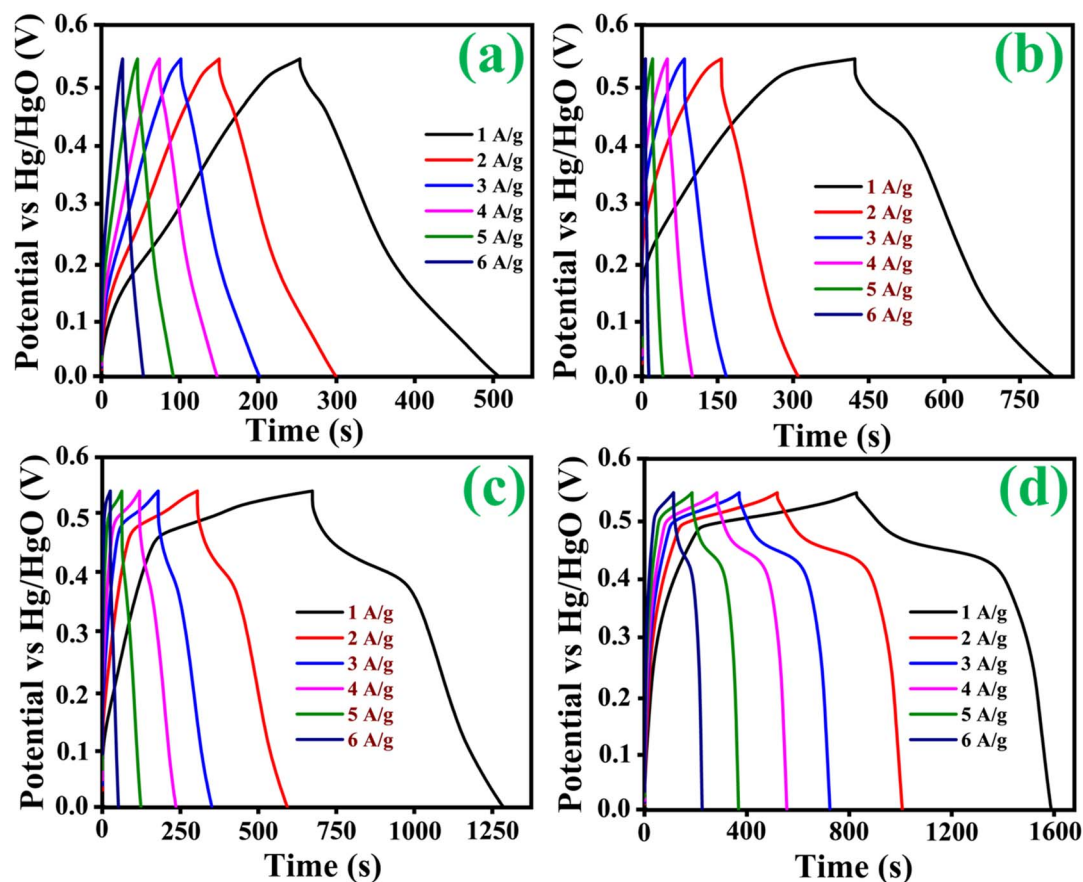 (a)
Potential vs Hg/HgO (V)
0.6
0.5
0.4
0.3
0.2
0.1
0.0
1 A/g
2 A/g
3 A/g
4 A/g
5 A/g
6 A/g
0 100 200 300 400 500
Time (s)
(b)
Potential vs Hg/HgO (V)
0.6
0.5
0.4
0.3
0.2
0.1
0.0
1 A/g
2 A/g
3 A/g
4 A/g
5 A/g
6 A/g
0 150 300 450 600 750
Time (s)
(c)
Potential vs Hg/HgO (V)
0.6
0.5
0.4
0.3
0.2
0.1
0.0
1 A/g
2 A/g
3 A/g
4 A/g
5 A/g
6 A/g
0 250 500 750 1000 1250
Time (s)
(d)
Potential vs Hg/HgO (V)
0.6
0.5
0.4
0.3
0.2
0.1
0.0
1 A/g
2 A/g
3 A/g
4 A/g
5 A/g
6 A/g
0 400 800 1200 1600
Time (s)